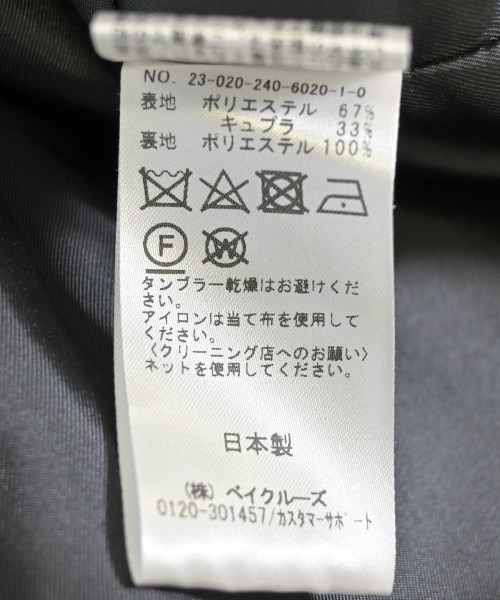 NO. 23-020-240-6020-1-0
表地 ポリエステル 67%
キュプラ 33%
裏地 ポリエステル 100%
F
W
タンブラー乾燥はお避けくだ
さい。
アイロンは当て布を使用して
ください。
〈クリーニング店へのお願い〉
ネットを使用してください。
日本製
(株) ベイクルーズ
0120-301457/カスタマーサポート